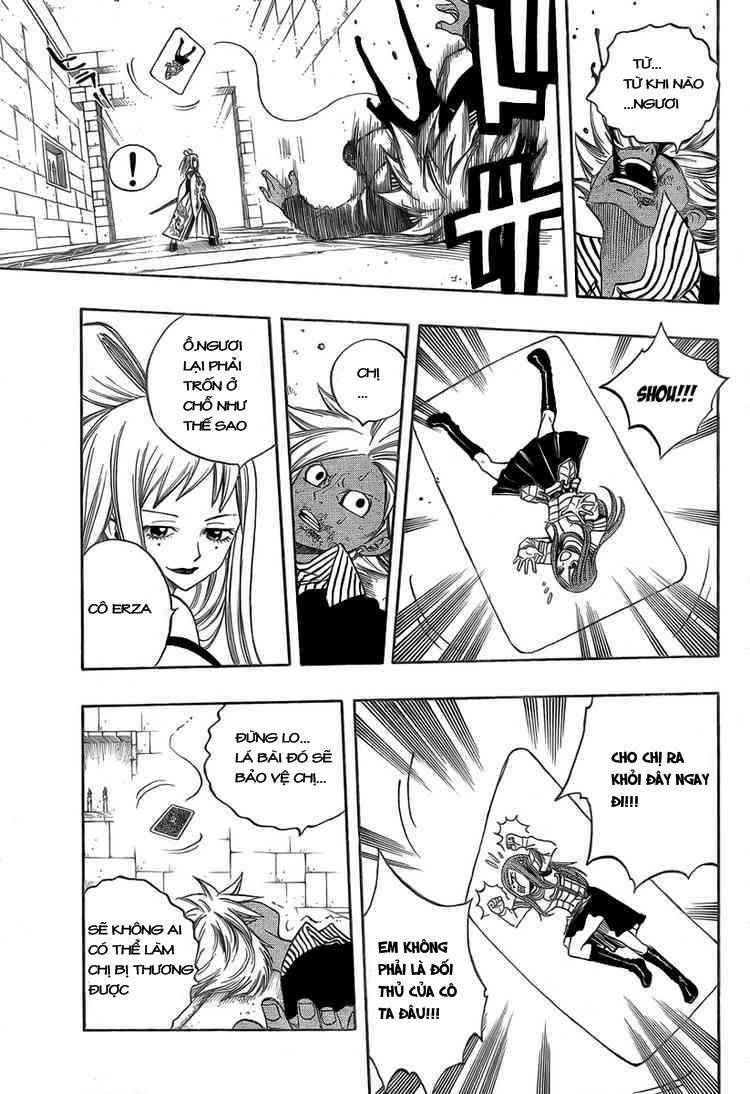 TỪ...
TỪ KHI NÀO
...NGƯƠI
!
SHOU!!!
CHỊ
...
Ồ.NGƯƠI
LẠI PHẢI
TRỐN Ở
CHỖ NHƯ
THẾ SAO
CÔ ERZA
CHO CHỊ RA
KHỎI ĐÂY NGAY
ĐI!!!
EM KHÔNG
PHẢI LÀ ĐỐI
THỦ CỦA CÔ
TA ĐÂU!!!
ĐỪNG LO...
LÁ BÀI ĐÓ SẼ
BẢO VỆ CHỊ...
SẼ KHÔNG AI
CÓ THỂ LÀM
CHỊ BỊ THƯƠNG
ĐƯỢC